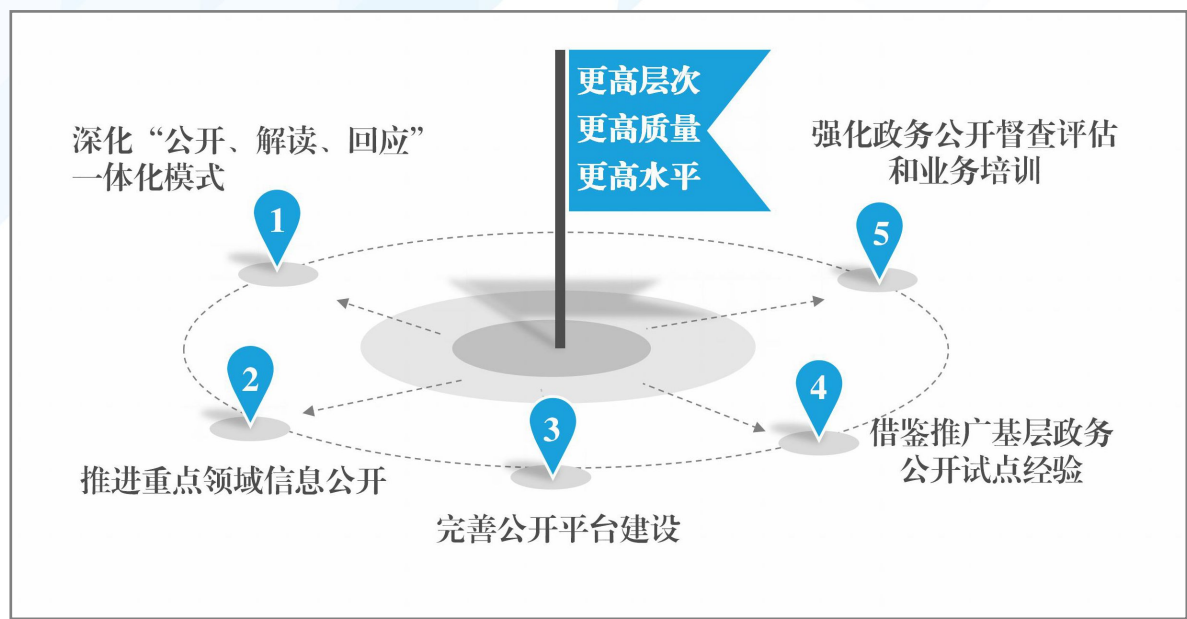 更高层次
更高质量
更高水平
深化“公开、解读、回应”
一体化模式
1
2
推进重点领域信息公开
3
完善公开平台建设
4
借鉴推广基层政务
公开试点经验
5
强化政务公开督查评估
和业务培训